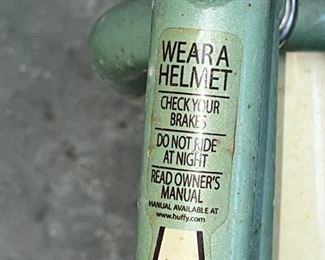 WEAR A
HELMET
CHECK YOUR
BRAKES
DO NOT RIDE
AT NIGHT
READ OWNER'S
MANUAL
MANUAL AVAILABLE AT
www.huffy.com